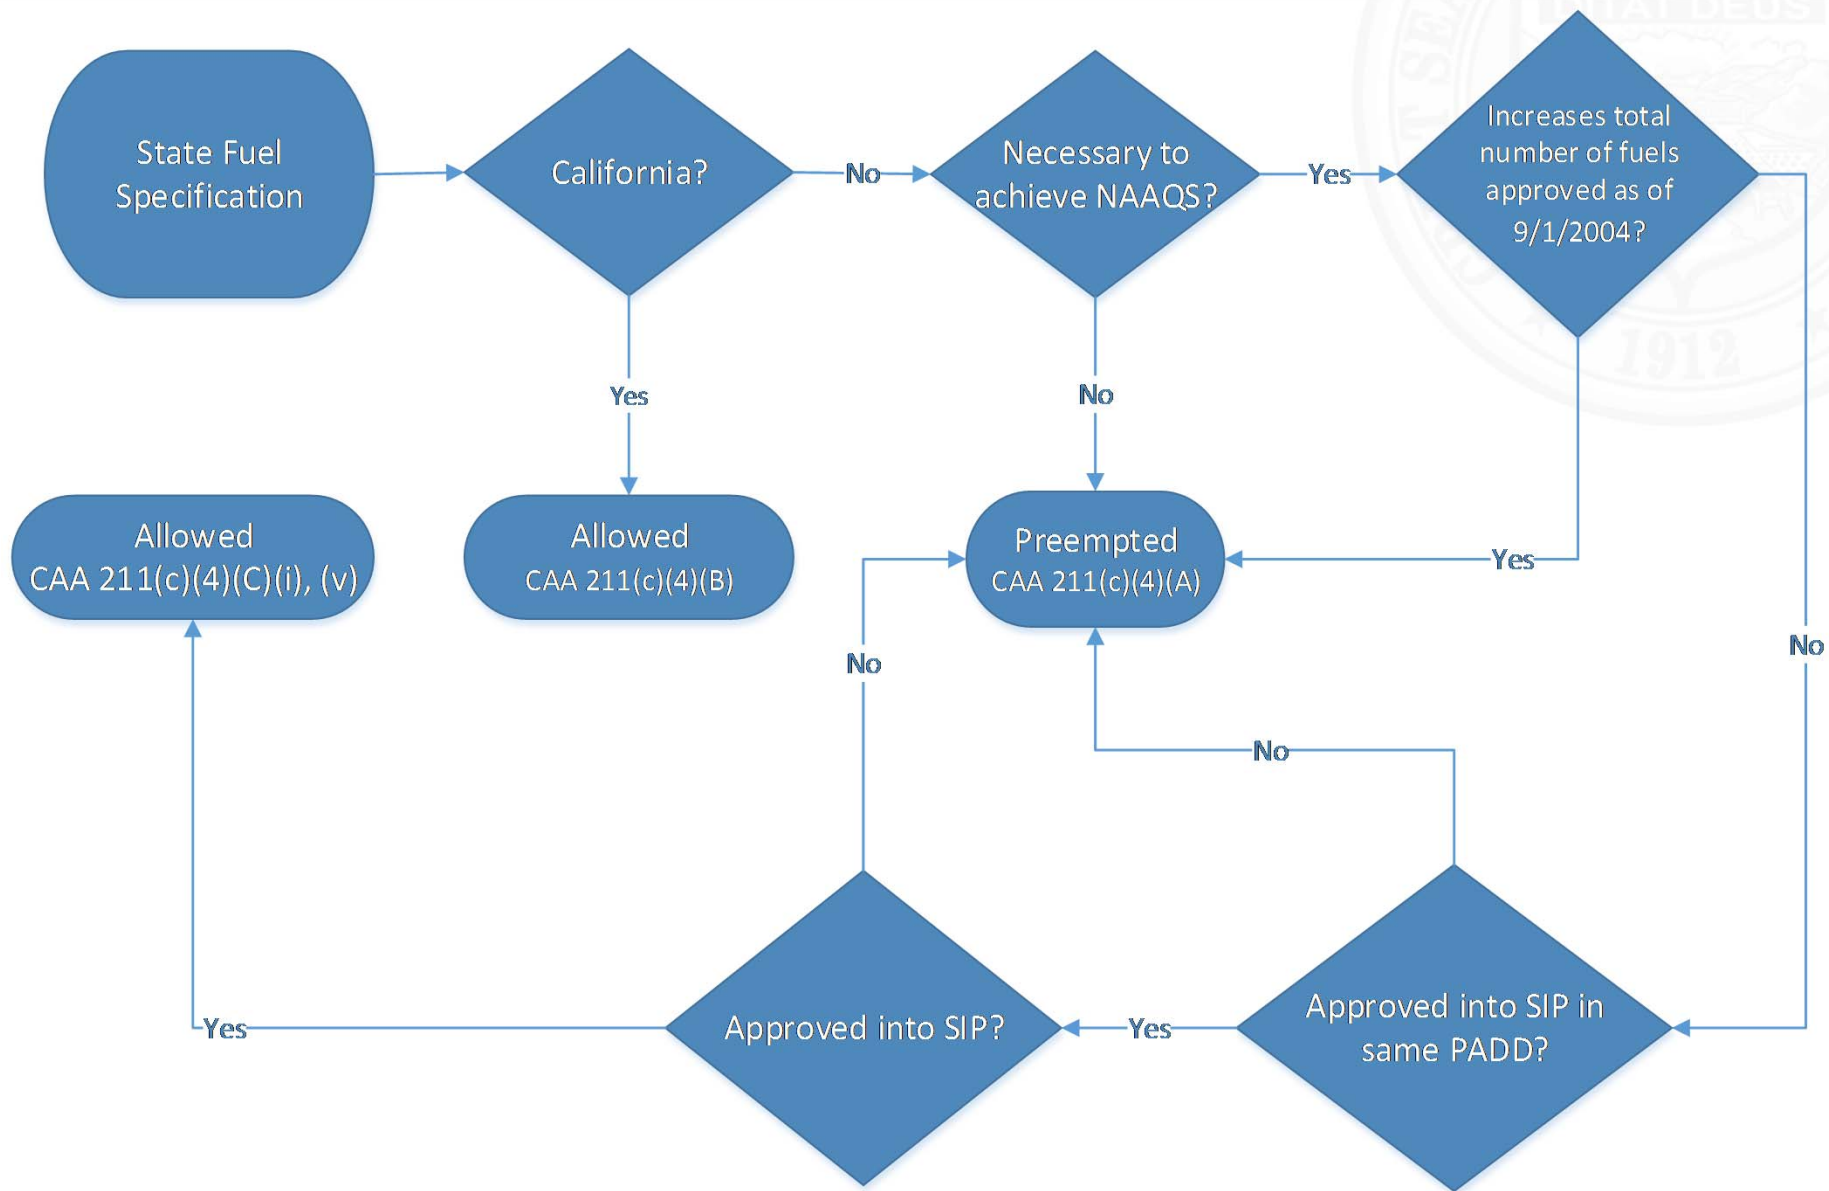 State Fuel
Specification
California?
No
Necessary to
achieve NAAQS?
Yes
Increases total
number of fuels
approved as of
9/1/2004?
Yes
No
Allowed
CAA 211(c)(4)(C)(i), (v)
Allowed
CAA 211(c)(4)(B)
Preempted
CAA 211(c)(4)(A)
Yes
No
No
No
Yes
Approved into SIP?
Yes
Approved into SIP in
same PADD?
DITAT DEUS
1912